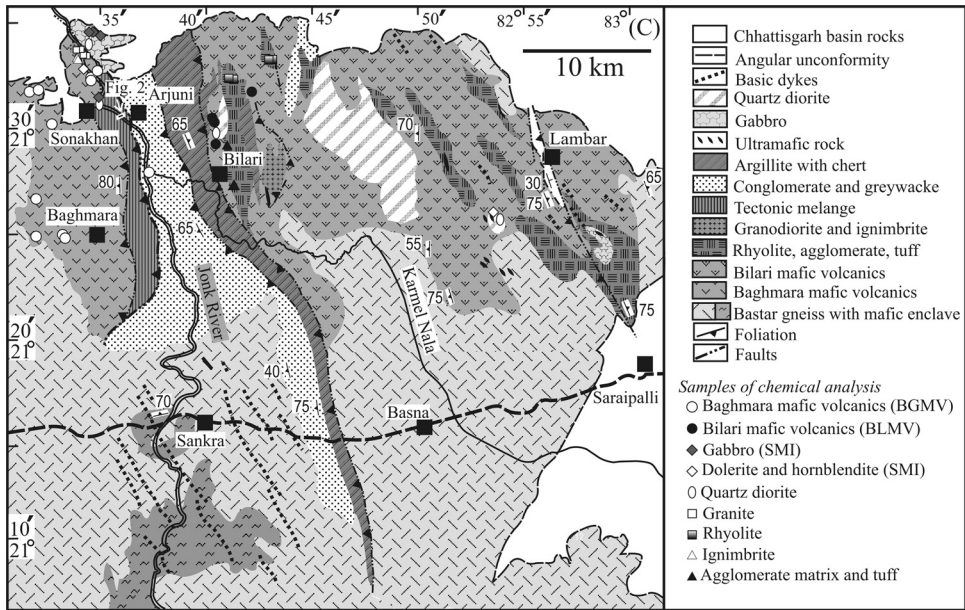 35′
40′
45′
50′
82° 55′
83°
(C)
10 km
Fig. 2
Arjuni
30′
21°
Sonakhan
65
Bilari
70
Lambar
80
30
75
65
Baghmara
65
55
Joni River
Karmel Nala
75
75
20′
21°
40
Saraipalli
75
70
Basna
Sankra
10′
21°
Chhattisgarh basin rocks
Angular unconformity
Basic dykes
Quartz diorite
Gabbro
Ultramafic rock
Argillite with chert
Conglomerate and greywacke
Tectonic melange
Granodiorite and ignimbrite
Rhyolite, agglomerate, tuff
Bilari mafic volcanics
Baghmara mafic volcanics
Bastar gneiss with mafic enclave
Foliation
Faults
Samples of chemical analysis
Baghmara mafic volcanics (BGMV)
Bilari mafic volcanics (BLMV)
Gabbro (SMI)
Dolerite and hornblendite (SMI)
Quartz diorite
Granite
Rhyolite
Ignimbrite
Agglomerate matrix and tuff